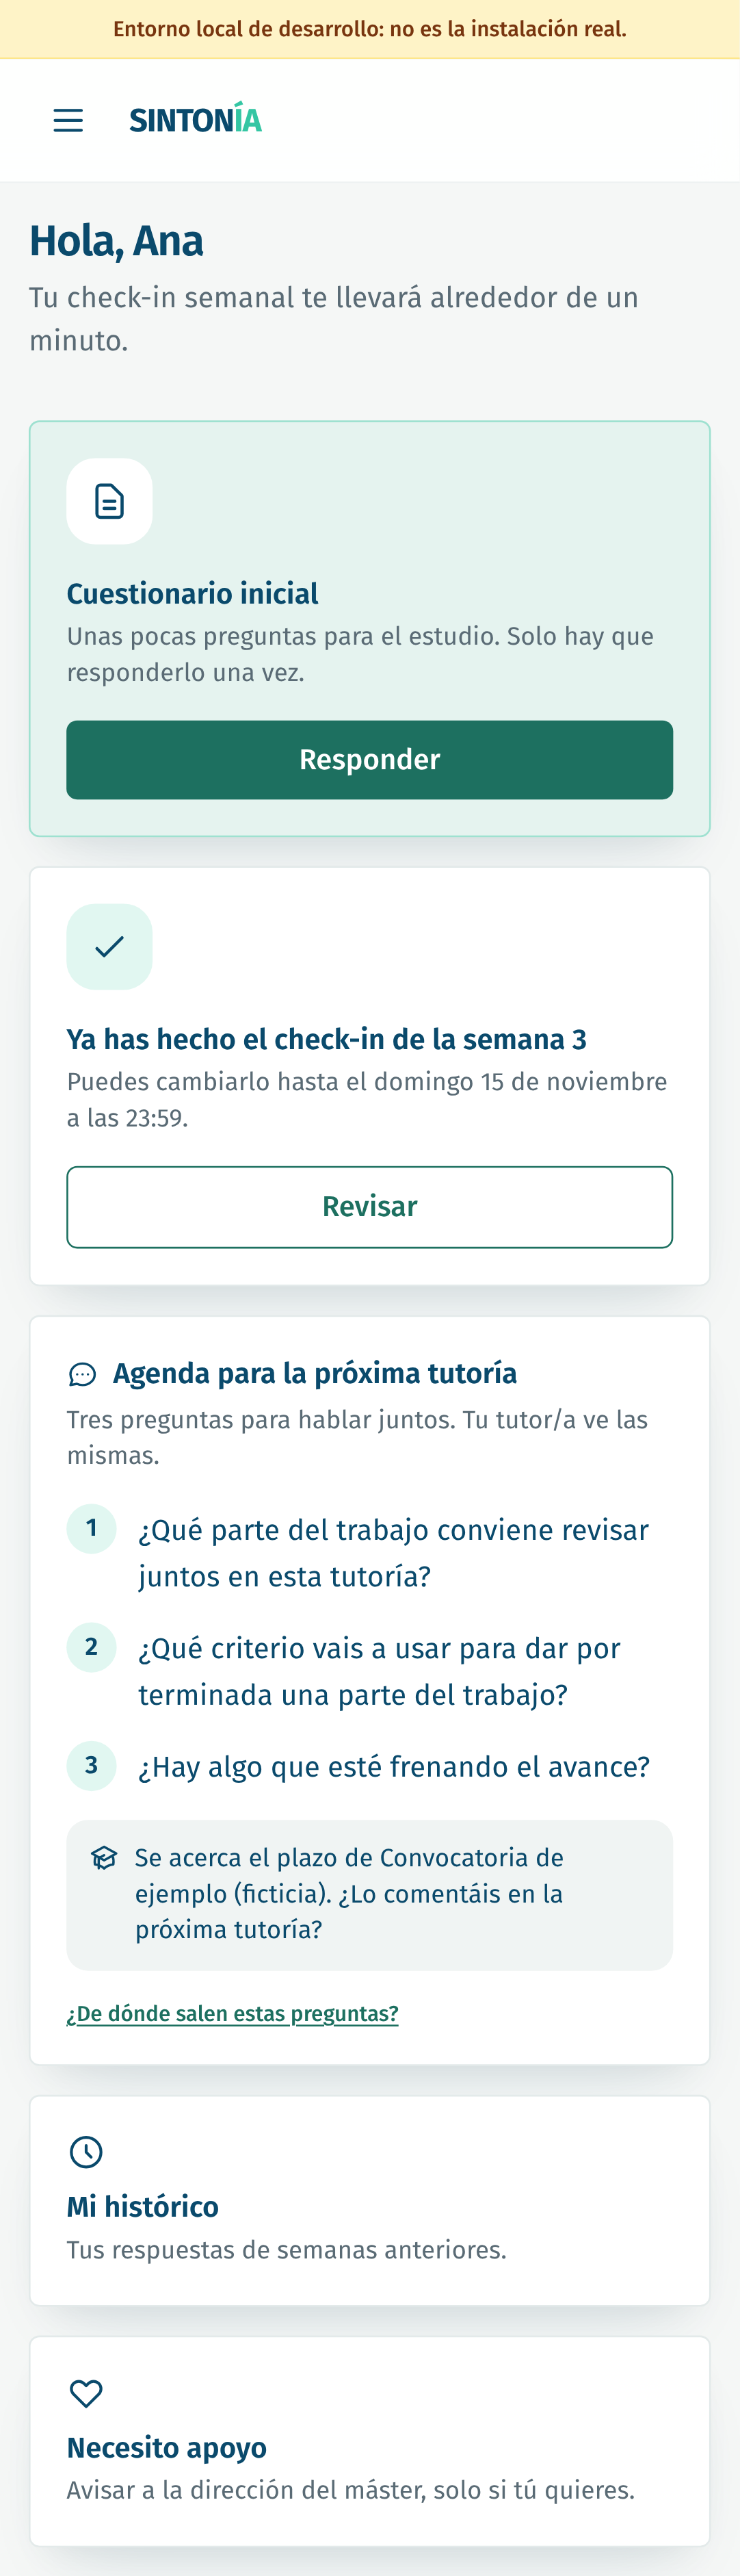 Entorno local de desarrollo: no es la instalación real.
SINTONÍA
Hola, Ana
Tu check-in semanal te llevará alrededor de un
minuto.
Cuestionario inicial
Unas pocas preguntas para el estudio. Solo hay que
responderlo una vez.
Responder
Ya has hecho el check-in de la semana 3
Puedes cambiarlo hasta el domingo 15 de noviembre
a las 23:59.
Revisar
Agenda para la próxima tutoría
Tres preguntas para hablar juntos. Tu tutor/a ve las
mismas.
1 ¿Qué parte del trabajo conviene revisar
juntos en esta tutoría?
2 ¿Qué criterio vais a usar para dar por
terminada una parte del trabajo?
3 ¿Hay algo que esté frenando el avance?
Se acerca el plazo de Convocatoria de
ejemplo (ficticia). ¿Lo comentáis en la
próxima tutoría?
¿De dónde salen estas preguntas?
Mi histórico
Tus respuestas de semanas anteriores.
Necesito apoyo
Avisar a la dirección del máster, solo si tú quieres.